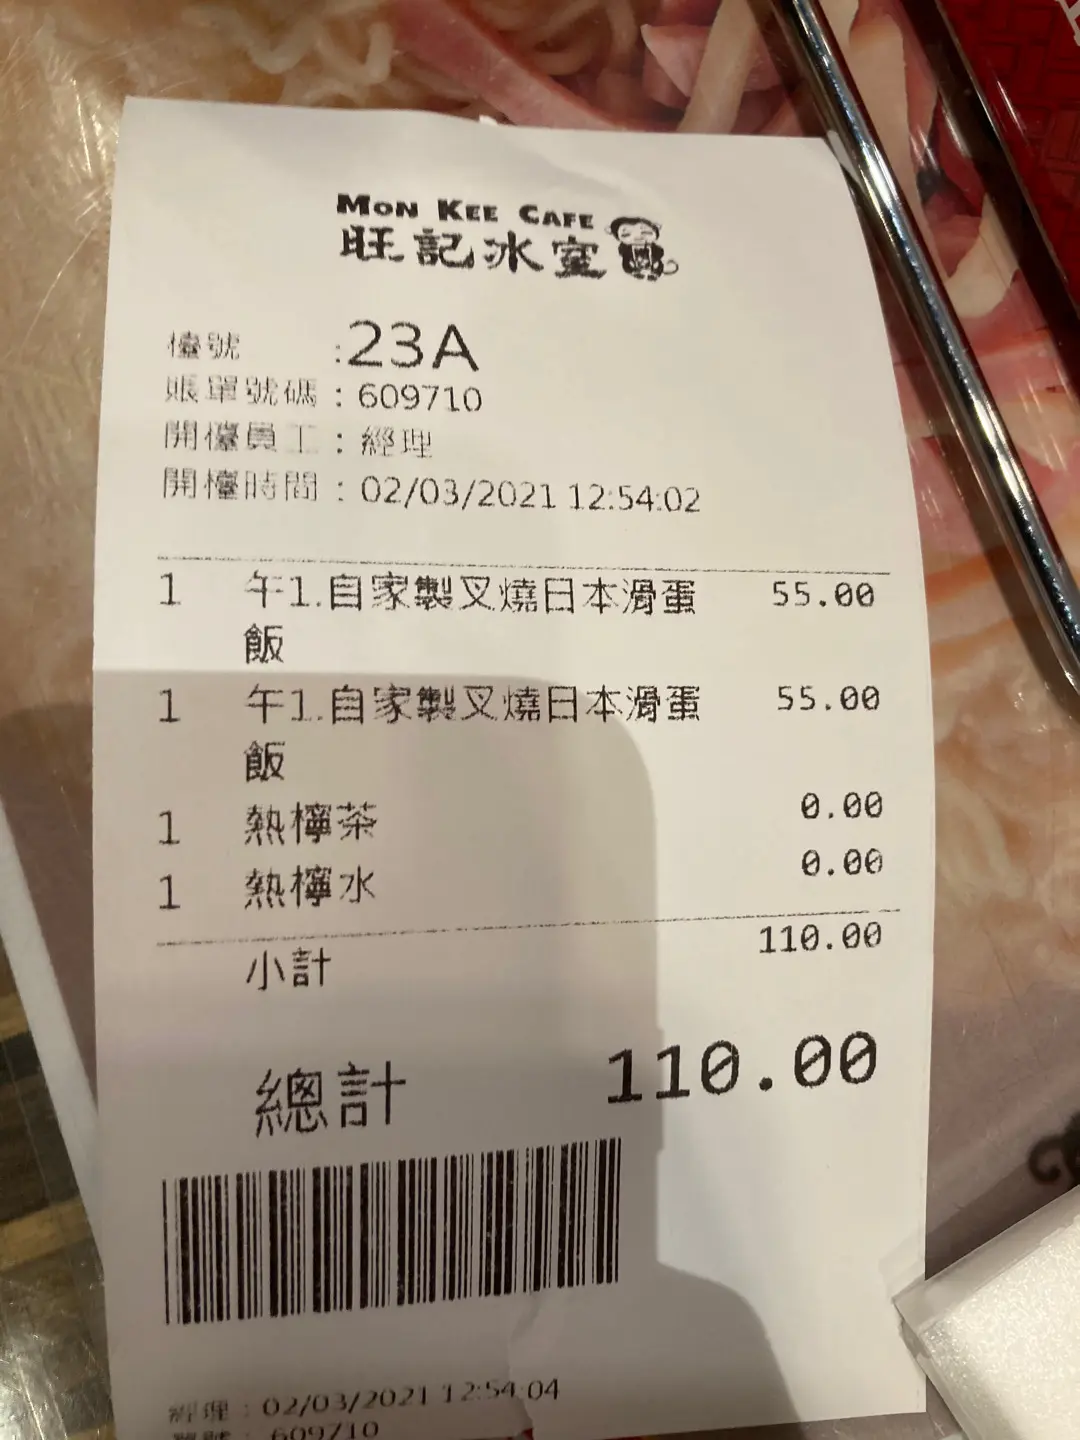 MON KEE CAFE
旺記冰室
檯號 :23A
賬單號碼 : 609710
開檯員工 : 經理
開檯時間 : 02/03/2021 12:54:02
1 午1.自家製叉燒日本滑蛋 55.00
飯
1 午1.自家製叉燒日本滑蛋 55.00
飯
1 熱檸茶 0.00
1 熱檸水 0.00
小計 110.00
總計 110.00
經理 : 02/03/2021 12:54:04
單號 : 609710